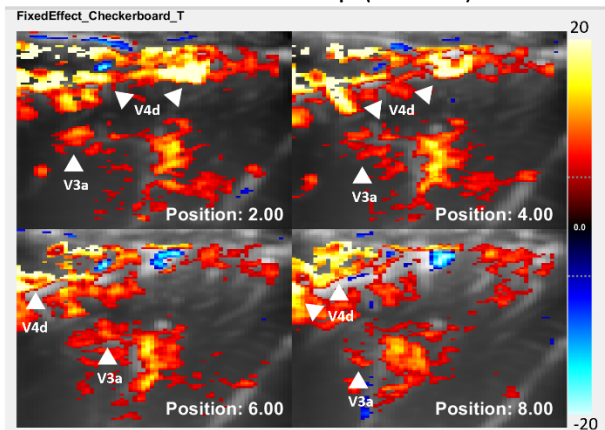 FixedEffect_Checkerboard_T
20
V4d
V3a
Position: 2.00
V4d
V3a
Position: 4.00
0.0
V4d
V3a
Position: 6.00
V4d
V3a
Position: 8.00
-20